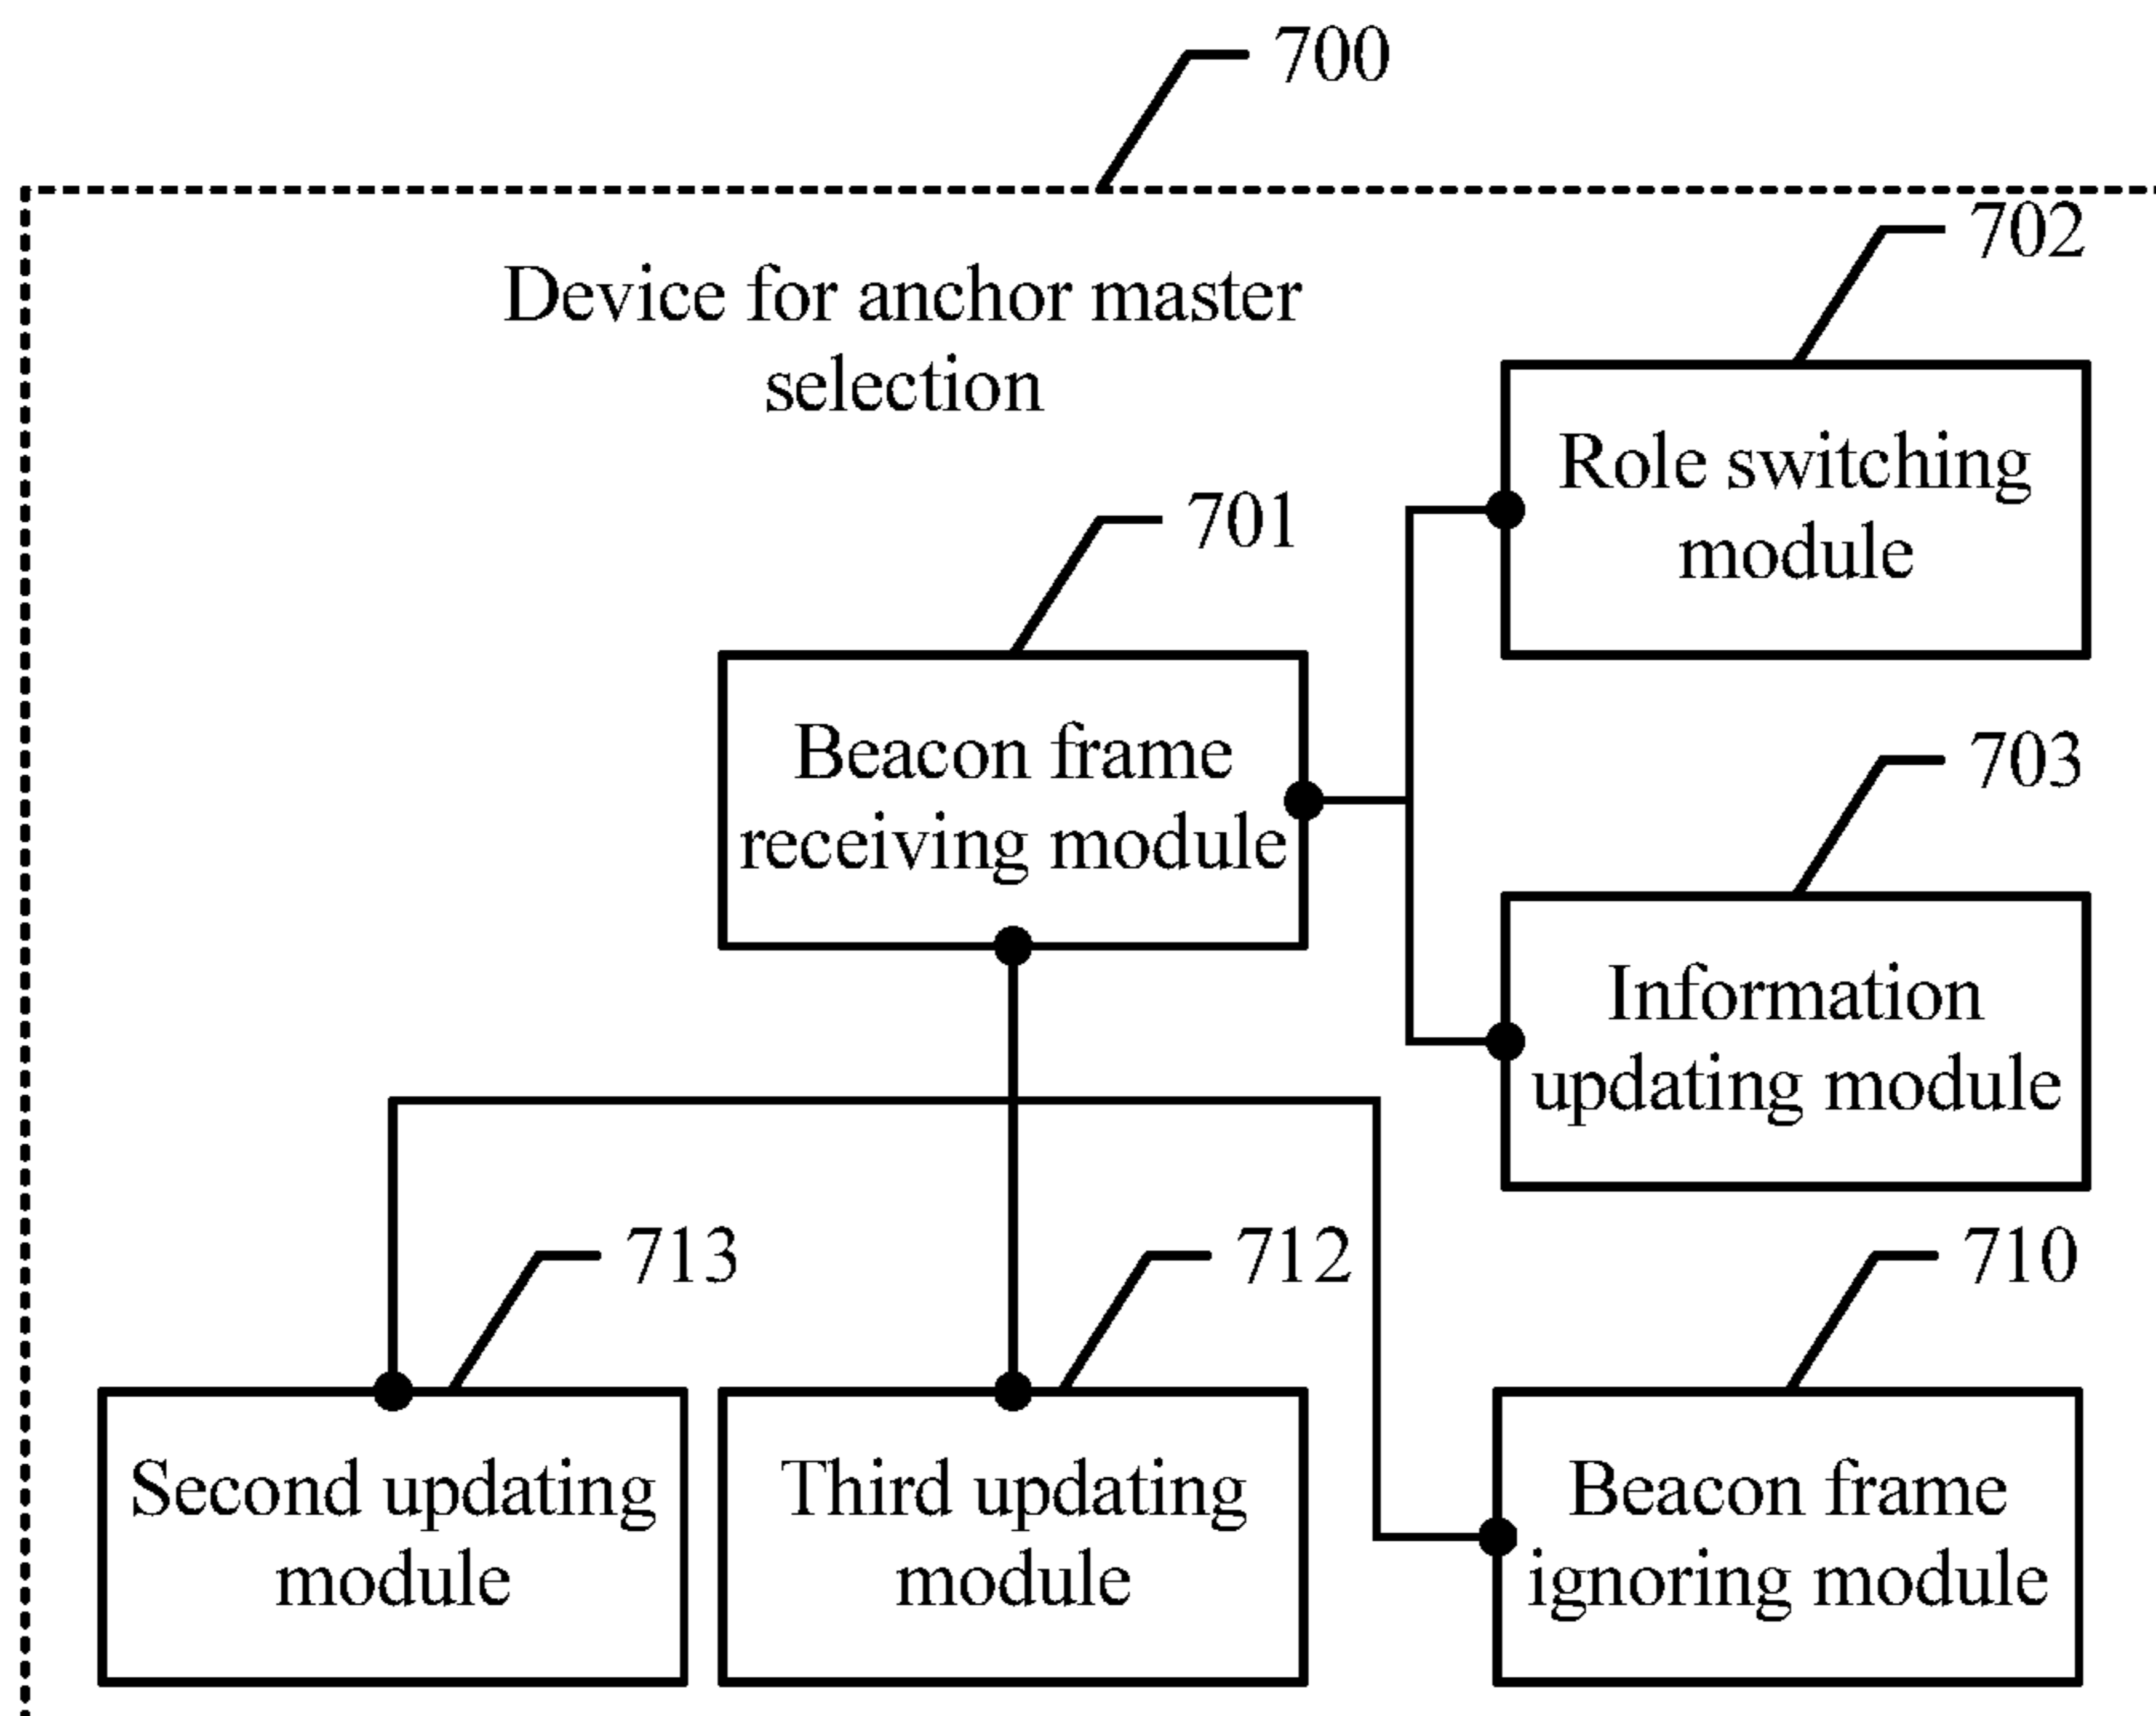 700
702
Device for anchor master
selection
Role switching
module
701
703
Beacon frame
receiving module
Information
updating module
713
712
710
Second updating
module
Third updating
module
Beacon frame
ignoring module